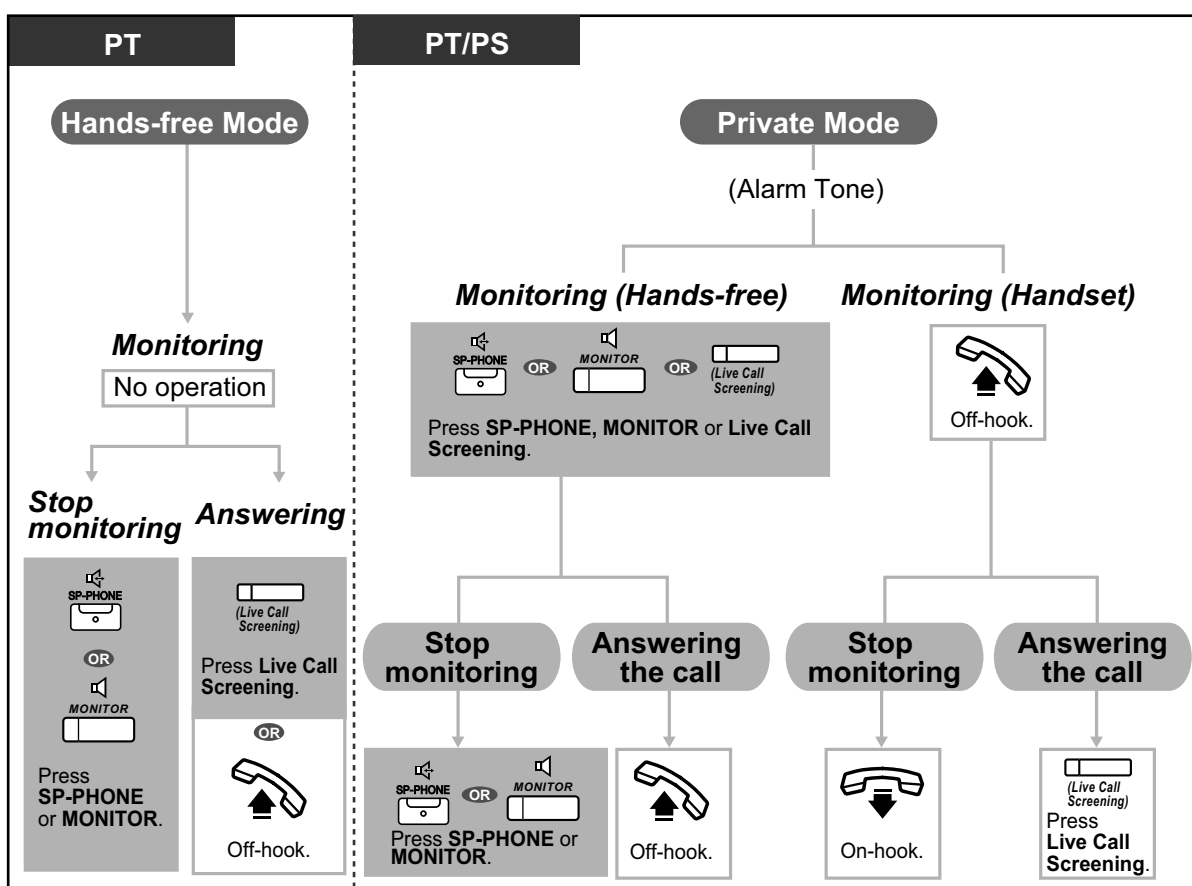 PT
Hands-free Mode
Monitoring
No operation
Stop
monitoring
SP-PHONE
OR
MONITOR
Press
SP-PHONE
or MONITOR.
Answering
(Live Call
Screening)
Press Live Call
Screening.
OR
Off-hook.
PT/PS
Private Mode
(Alarm Tone)
Monitoring (Hands-free)
SP-PHONE
OR
MONITOR
OR
(Live Call
Screening)
Press SP-PHONE, MONITOR or Live Call
Screening.
Monitoring (Handset)
Off-hook.
Stop
monitoring
SP-PHONE
OR
MONITOR
Press SP-PHONE or
MONITOR.
Answering
the call
Off-hook.
Stop
monitoring
On-hook.
Answering
the call
(Live Call
Screening)
Press
Live Call
Screening.